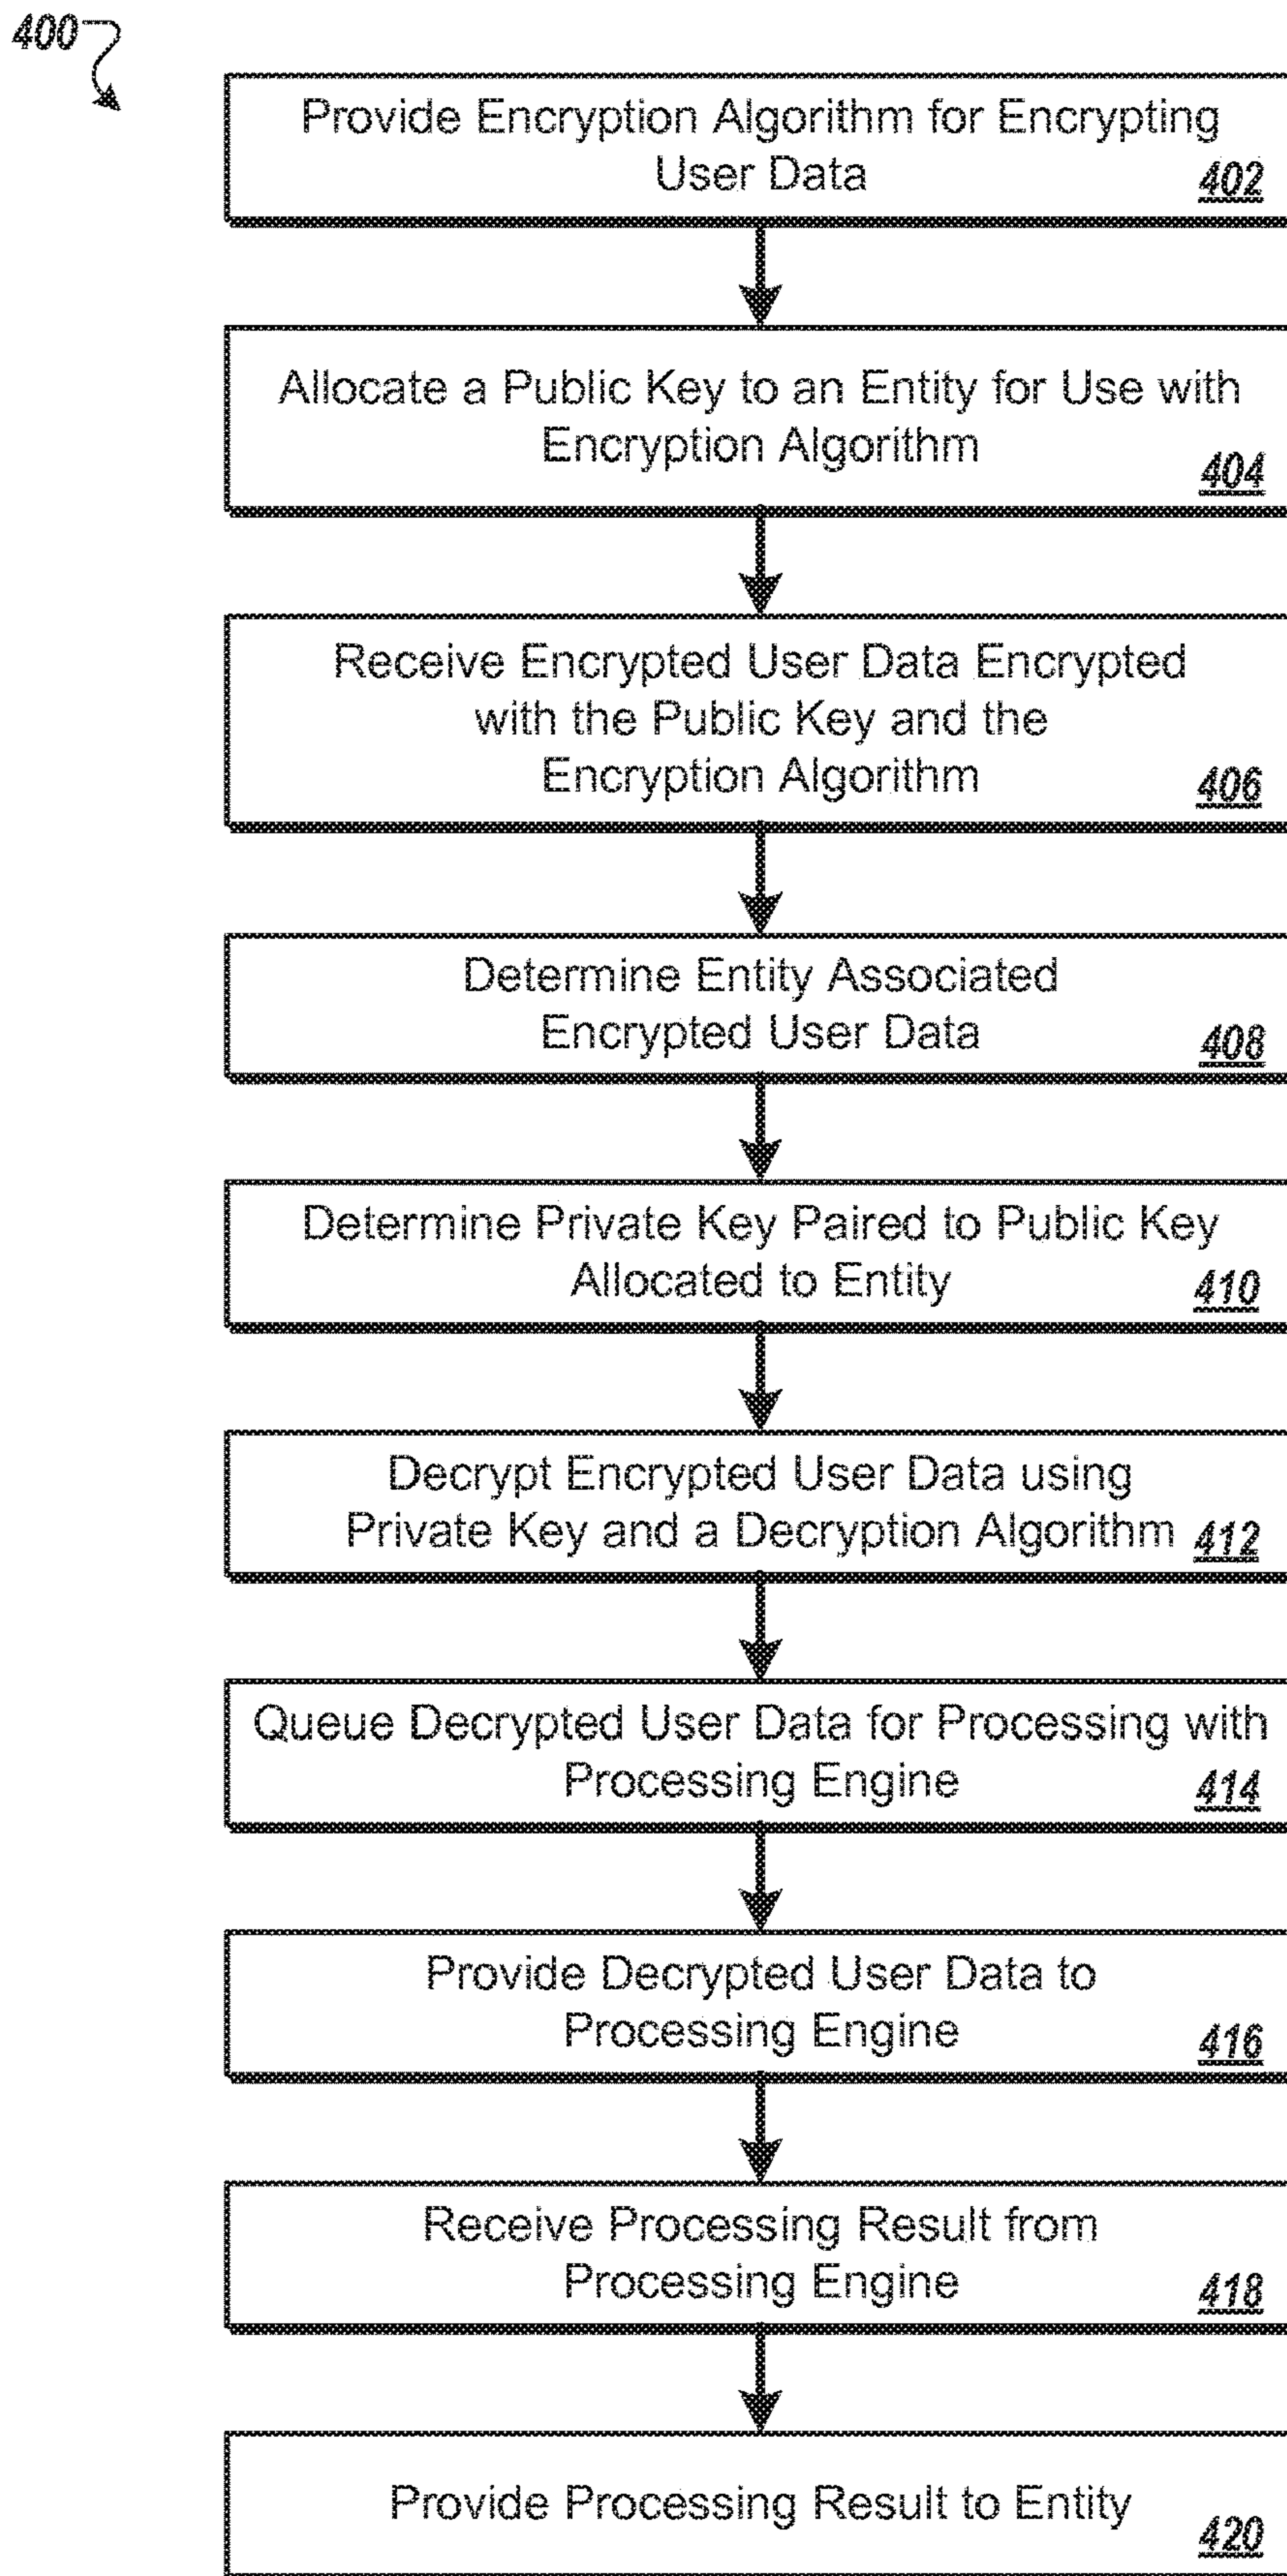 400
Provide Encryption Algorithm for Encrypting
User Data
402
Allocate a Public Key to an Entity for Use with
Encryption Algorithm
404
Receive Encrypted User Data Encrypted
with the Public Key and the
Encryption Algorithm
406
Determine Entity Associated
Encrypted User Data
408
Determine Private Key Paired to Public Key
Allocated to Entity
410
Decrypt Encrypted User Data using
Private Key and a Decryption Algorithm
412
Queue Decrypted User Data for Processing with
Processing Engine
414
Provide Decrypted User Data to
Processing Engine
416
Receive Processing Result from
Processing Engine
418
Provide Processing Result to Entity
420